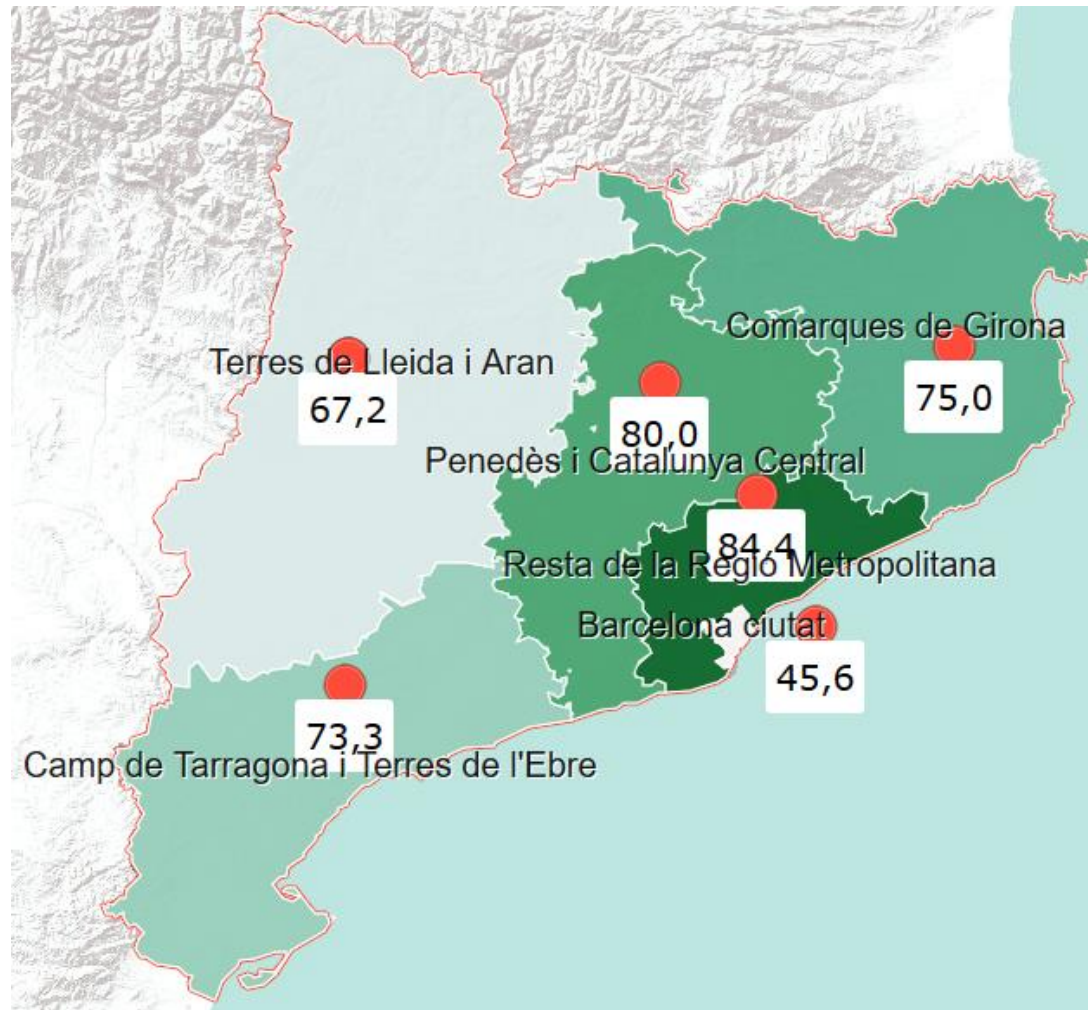 Comarques de Girona
Terres de Lleida i Aran
67,2
75,0
80,0
Penedès i Catalunya Central
84,4
Resta de la Regió Metropolitana
Barcelona ciutat
45,6
73,3
Camp de Tarragona i Terres de l'Ebre